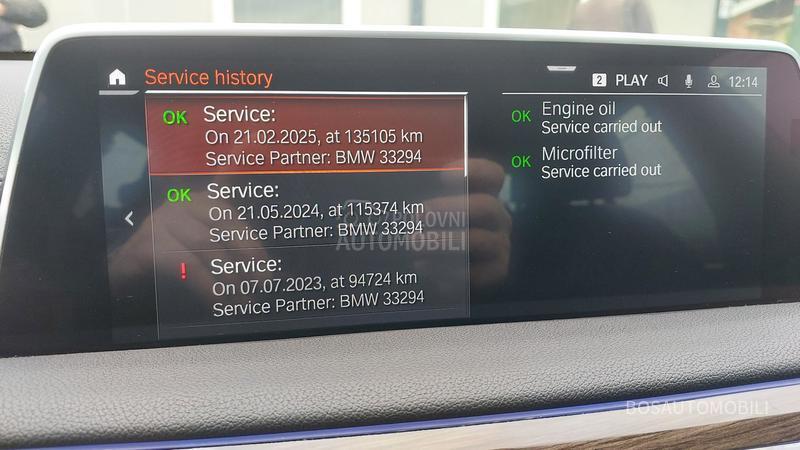 Service history
2 PLAY 12:14
OK Service:
On 21.02.2025, at 135105 km
Service Partner: BMW 33294
OK Service:
On 21.05.2024, at 115374 km
Service Partner: BMW 33294
! Service:
On 07.07.2023, at 94724 km
Service Partner: BMW 33294
OK Engine oil
Service carried out
OK Microfilter
Service carried out
POLOVNI
AUTOMOBILI
BOSAUTOMOBILI